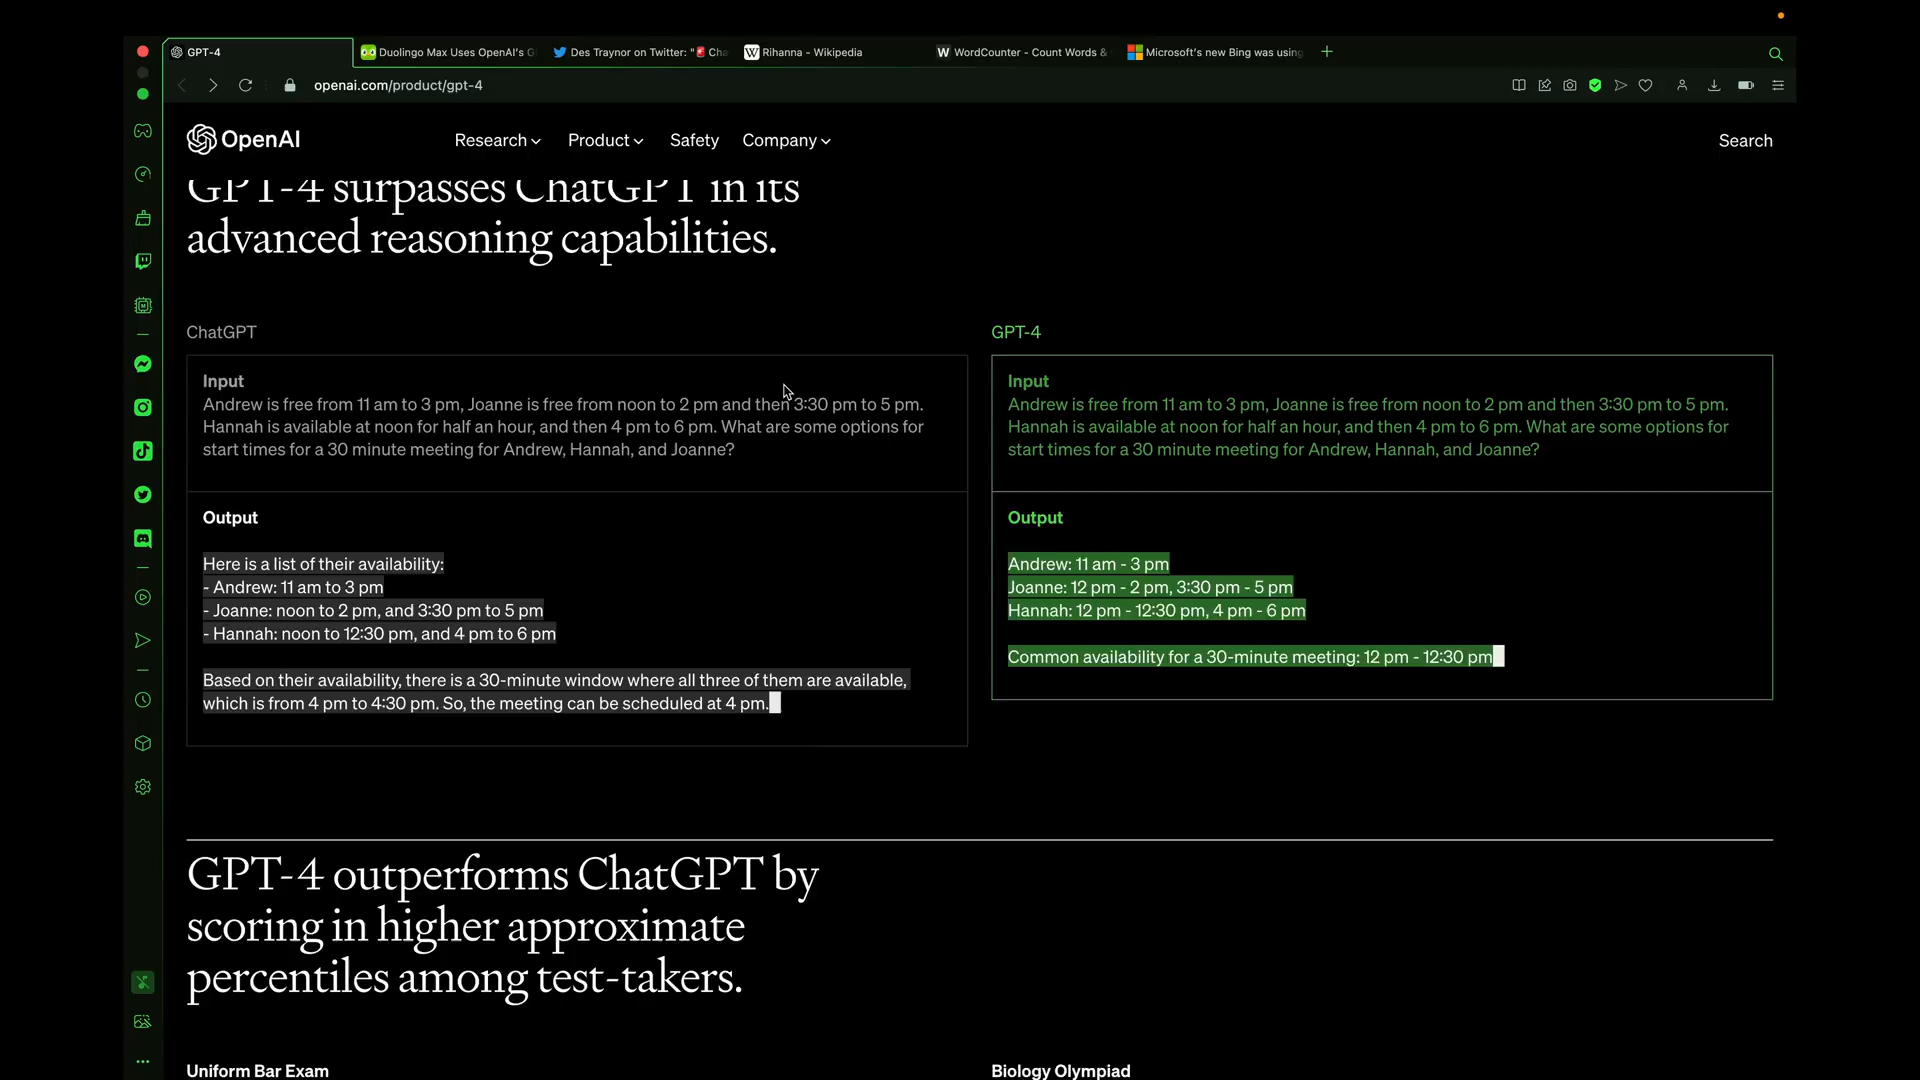 GPT-4
Duolingo Max Uses OpenAI's G
Des Traynor on Twitter: "🚨 Cha
Rihanna - Wikipedia
WordCounter - Count Words &
Microsoft's new Bing was using
openai.com/product/gpt-4
OpenAI
Research
Product
Safety
Company
Search
GPT-4 surpasses ChatGPT in its
advanced reasoning capabilities.
ChatGPT
Input
Andrew is free from 11 am to 3 pm, Joanne is free from noon to 2 pm and then 3:30 pm to 5 pm.
Hannah is available at noon for half an hour, and then 4 pm to 6 pm. What are some options for
start times for a 30 minute meeting for Andrew, Hannah, and Joanne?
Output
Here is a list of their availability:
- Andrew: 11 am to 3 pm
- Joanne: noon to 2 pm, and 3:30 pm to 5 pm
- Hannah: noon to 12:30 pm, and 4 pm to 6 pm
Based on their availability, there is a 30-minute window where all three of them are available,
which is from 4 pm to 4:30 pm. So, the meeting can be scheduled at 4 pm.
GPT-4
Input
Andrew is free from 11 am to 3 pm, Joanne is free from noon to 2 pm and then 3:30 pm to 5 pm.
Hannah is available at noon for half an hour, and then 4 pm to 6 pm. What are some options for
start times for a 30 minute meeting for Andrew, Hannah, and Joanne?
Output
Andrew: 11 am - 3 pm
Joanne: 12 pm - 2 pm, 3:30 pm - 5 pm
Hannah: 12 pm - 12:30 pm, 4 pm - 6 pm
Common availability for a 30-minute meeting: 12 pm - 12:30 pm
GPT-4 outperforms ChatGPT by
scoring in higher approximate
percentiles among test-takers.
Uniform Bar Exam
Biology Olympiad